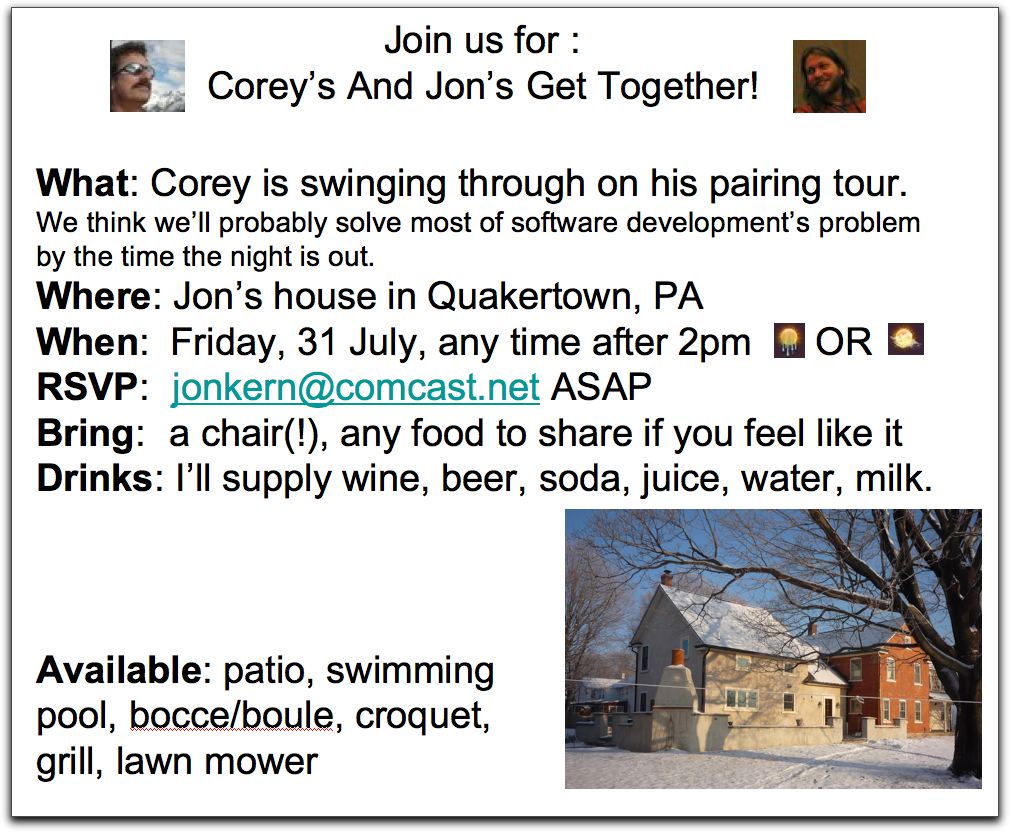 Join us for :
Corey’s And Jon’s Get Together!
What: Corey is swinging through on his pairing tour.
We think we’ll probably solve most of software development’s problem
by the time the night is out.
Where: Jon’s house in Quakertown, PA
When: Friday, 31 July, any time after 2pm OR
RSVP: jonkern@comcast.net ASAP
Bring: a chair(!), any food to share if you feel like it
Drinks: I’ll supply wine, beer, soda, juice, water, milk.
Available: patio, swimming
pool, bocce/boule, croquet,
grill, lawn mower